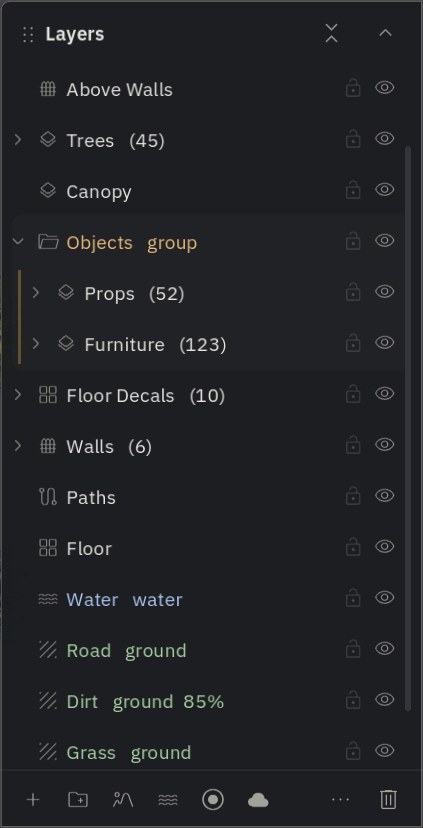 Layers
Above Walls
Trees (45)
Canopy
Objects group
Props (52)
Furniture (123)
Floor Decals (10)
Walls (6)
Paths
Floor
Water water
Road ground
Dirt ground 85%
Grass ground